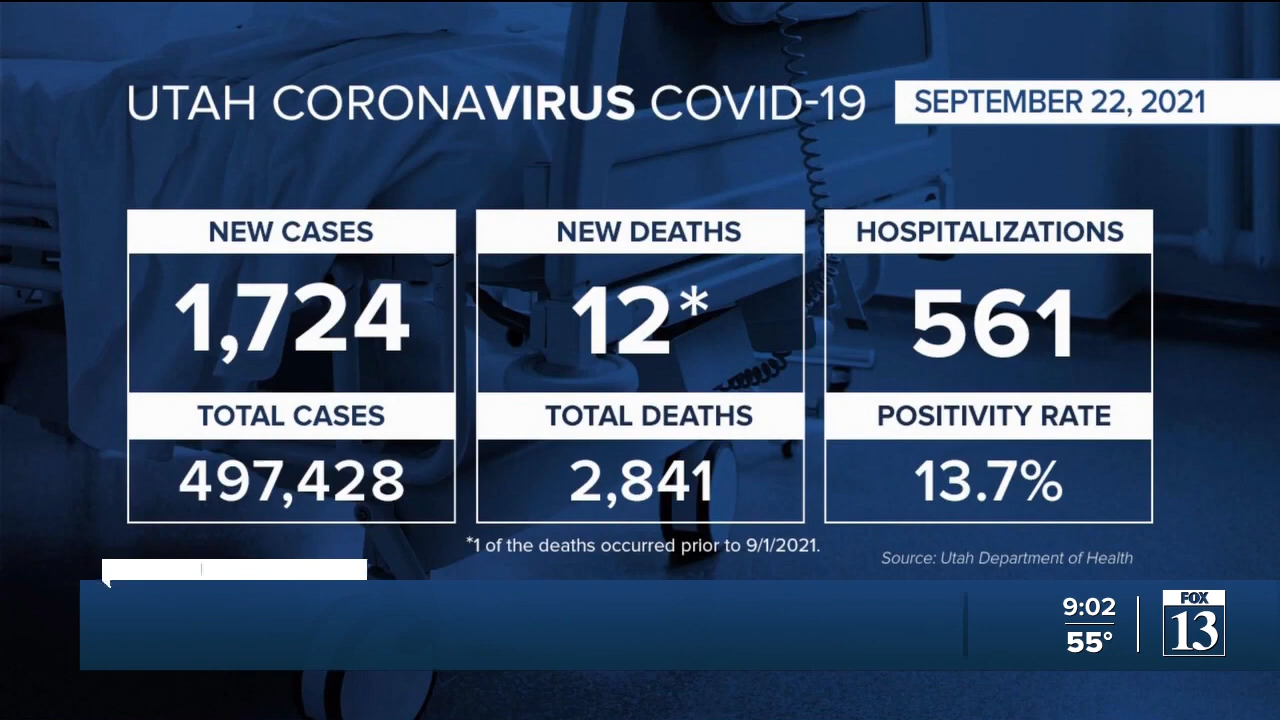 UTAH CORONAVIRUS COVID-19
SEPTEMBER 22, 2021
NEW CASES
1,724
TOTAL CASES
497,428
NEW DEATHS
12*
TOTAL DEATHS
2,841
HOSPITALIZATIONS
561
POSITIVITY RATE
13.7%
*1 of the deaths occurred prior to 9/1/2021.
Source: Utah Department of Health
9:02
55°
FOX
13